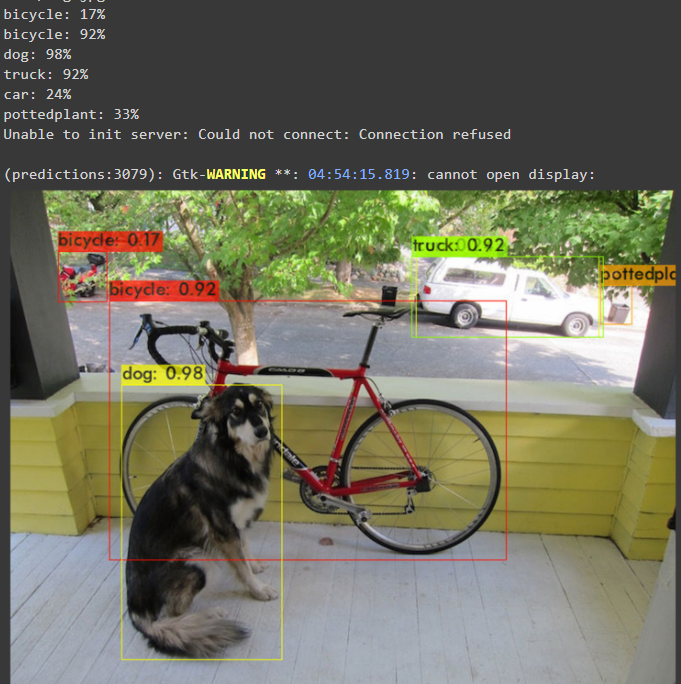 bicycle: 17%
bicycle: 92%
dog: 98%
truck: 92%
car: 24%
pottedplant: 33%
Unable to init server: Could not connect: Connection refused
(predictions:3079): Gtk-WARNING **: 04:54:15.819: cannot open display:
bicycle: 0.17
truck: 0.92
pottedpla
bicycle: 0.92
dog: 0.98